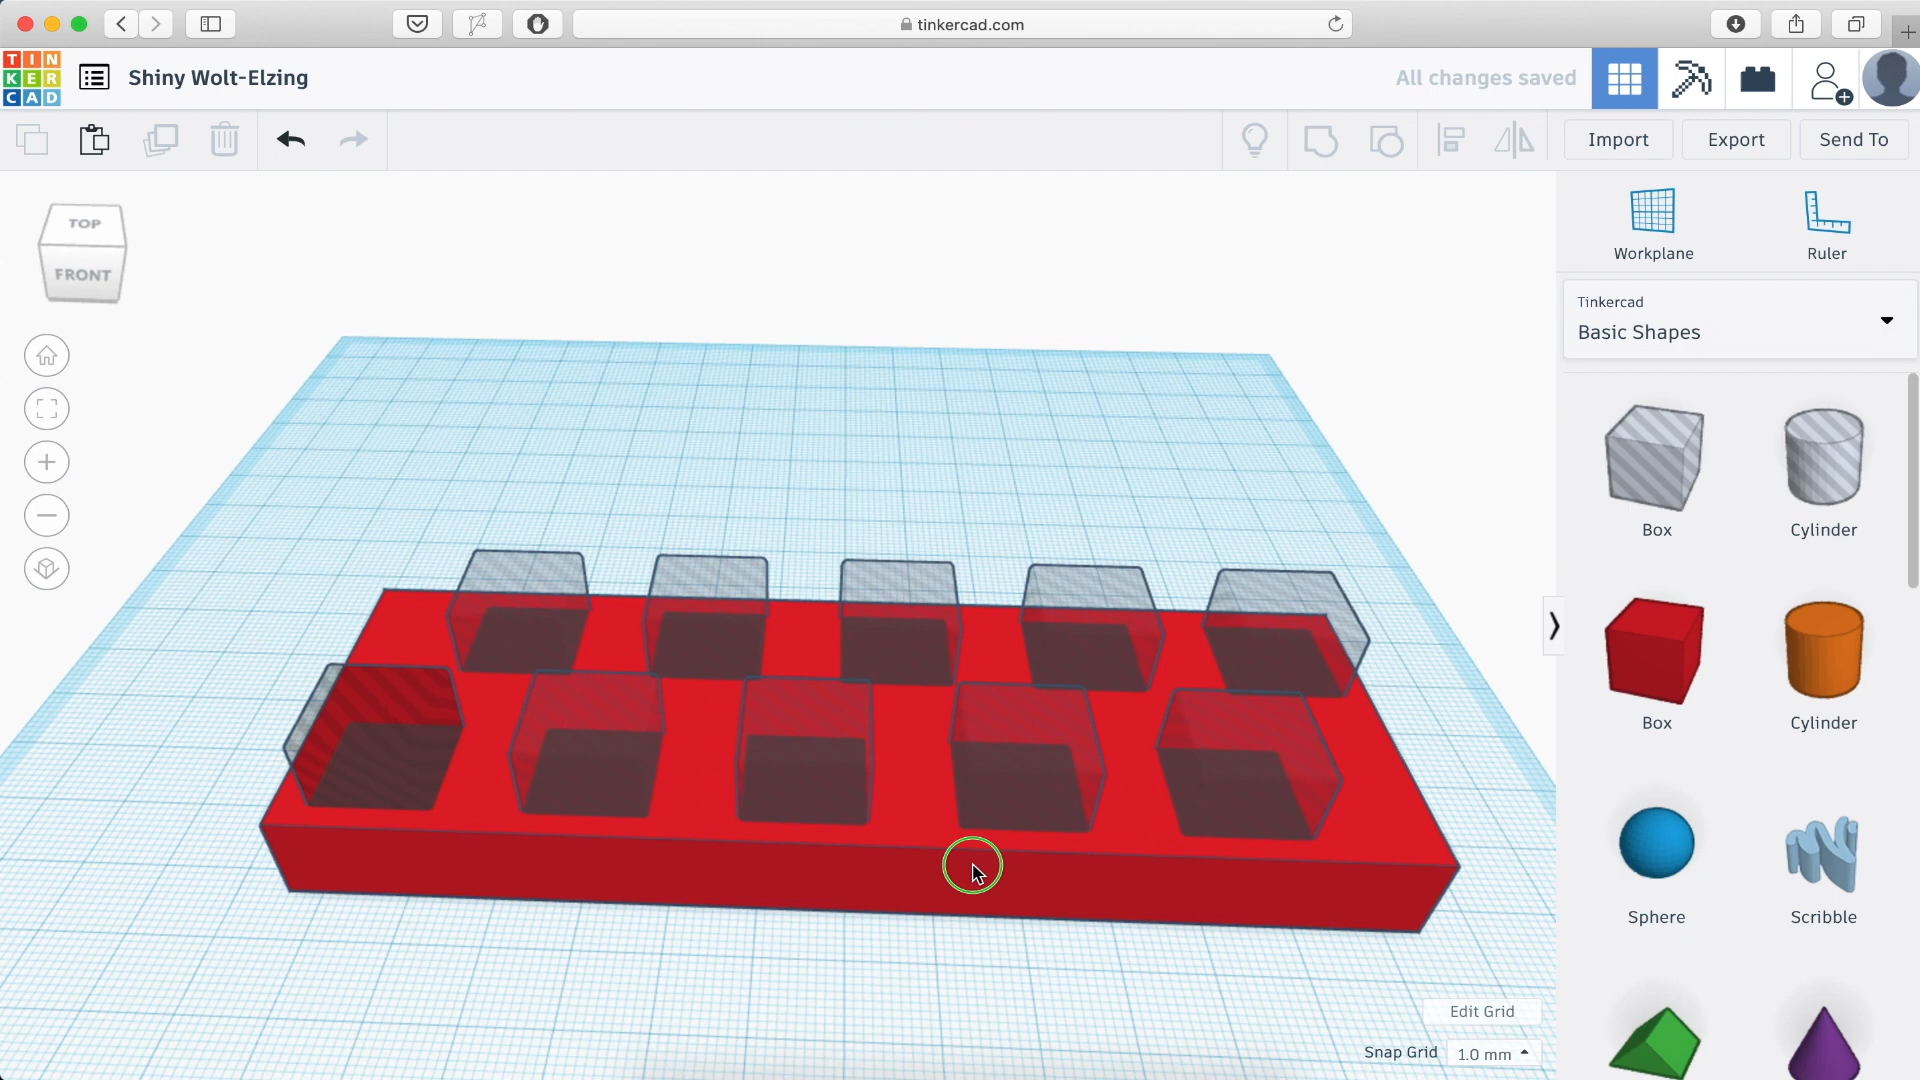 tinkercad.com
TIN
KER
CAD
Shiny Wolt-Elzing
All changes saved
Import
Export
Send To
TOP
FRONT
Workplane
Ruler
Tinkercad
Basic Shapes
Box
Cylinder
Box
Cylinder
Sphere
Scribble
Edit Grid
Snap Grid
1.0 mm